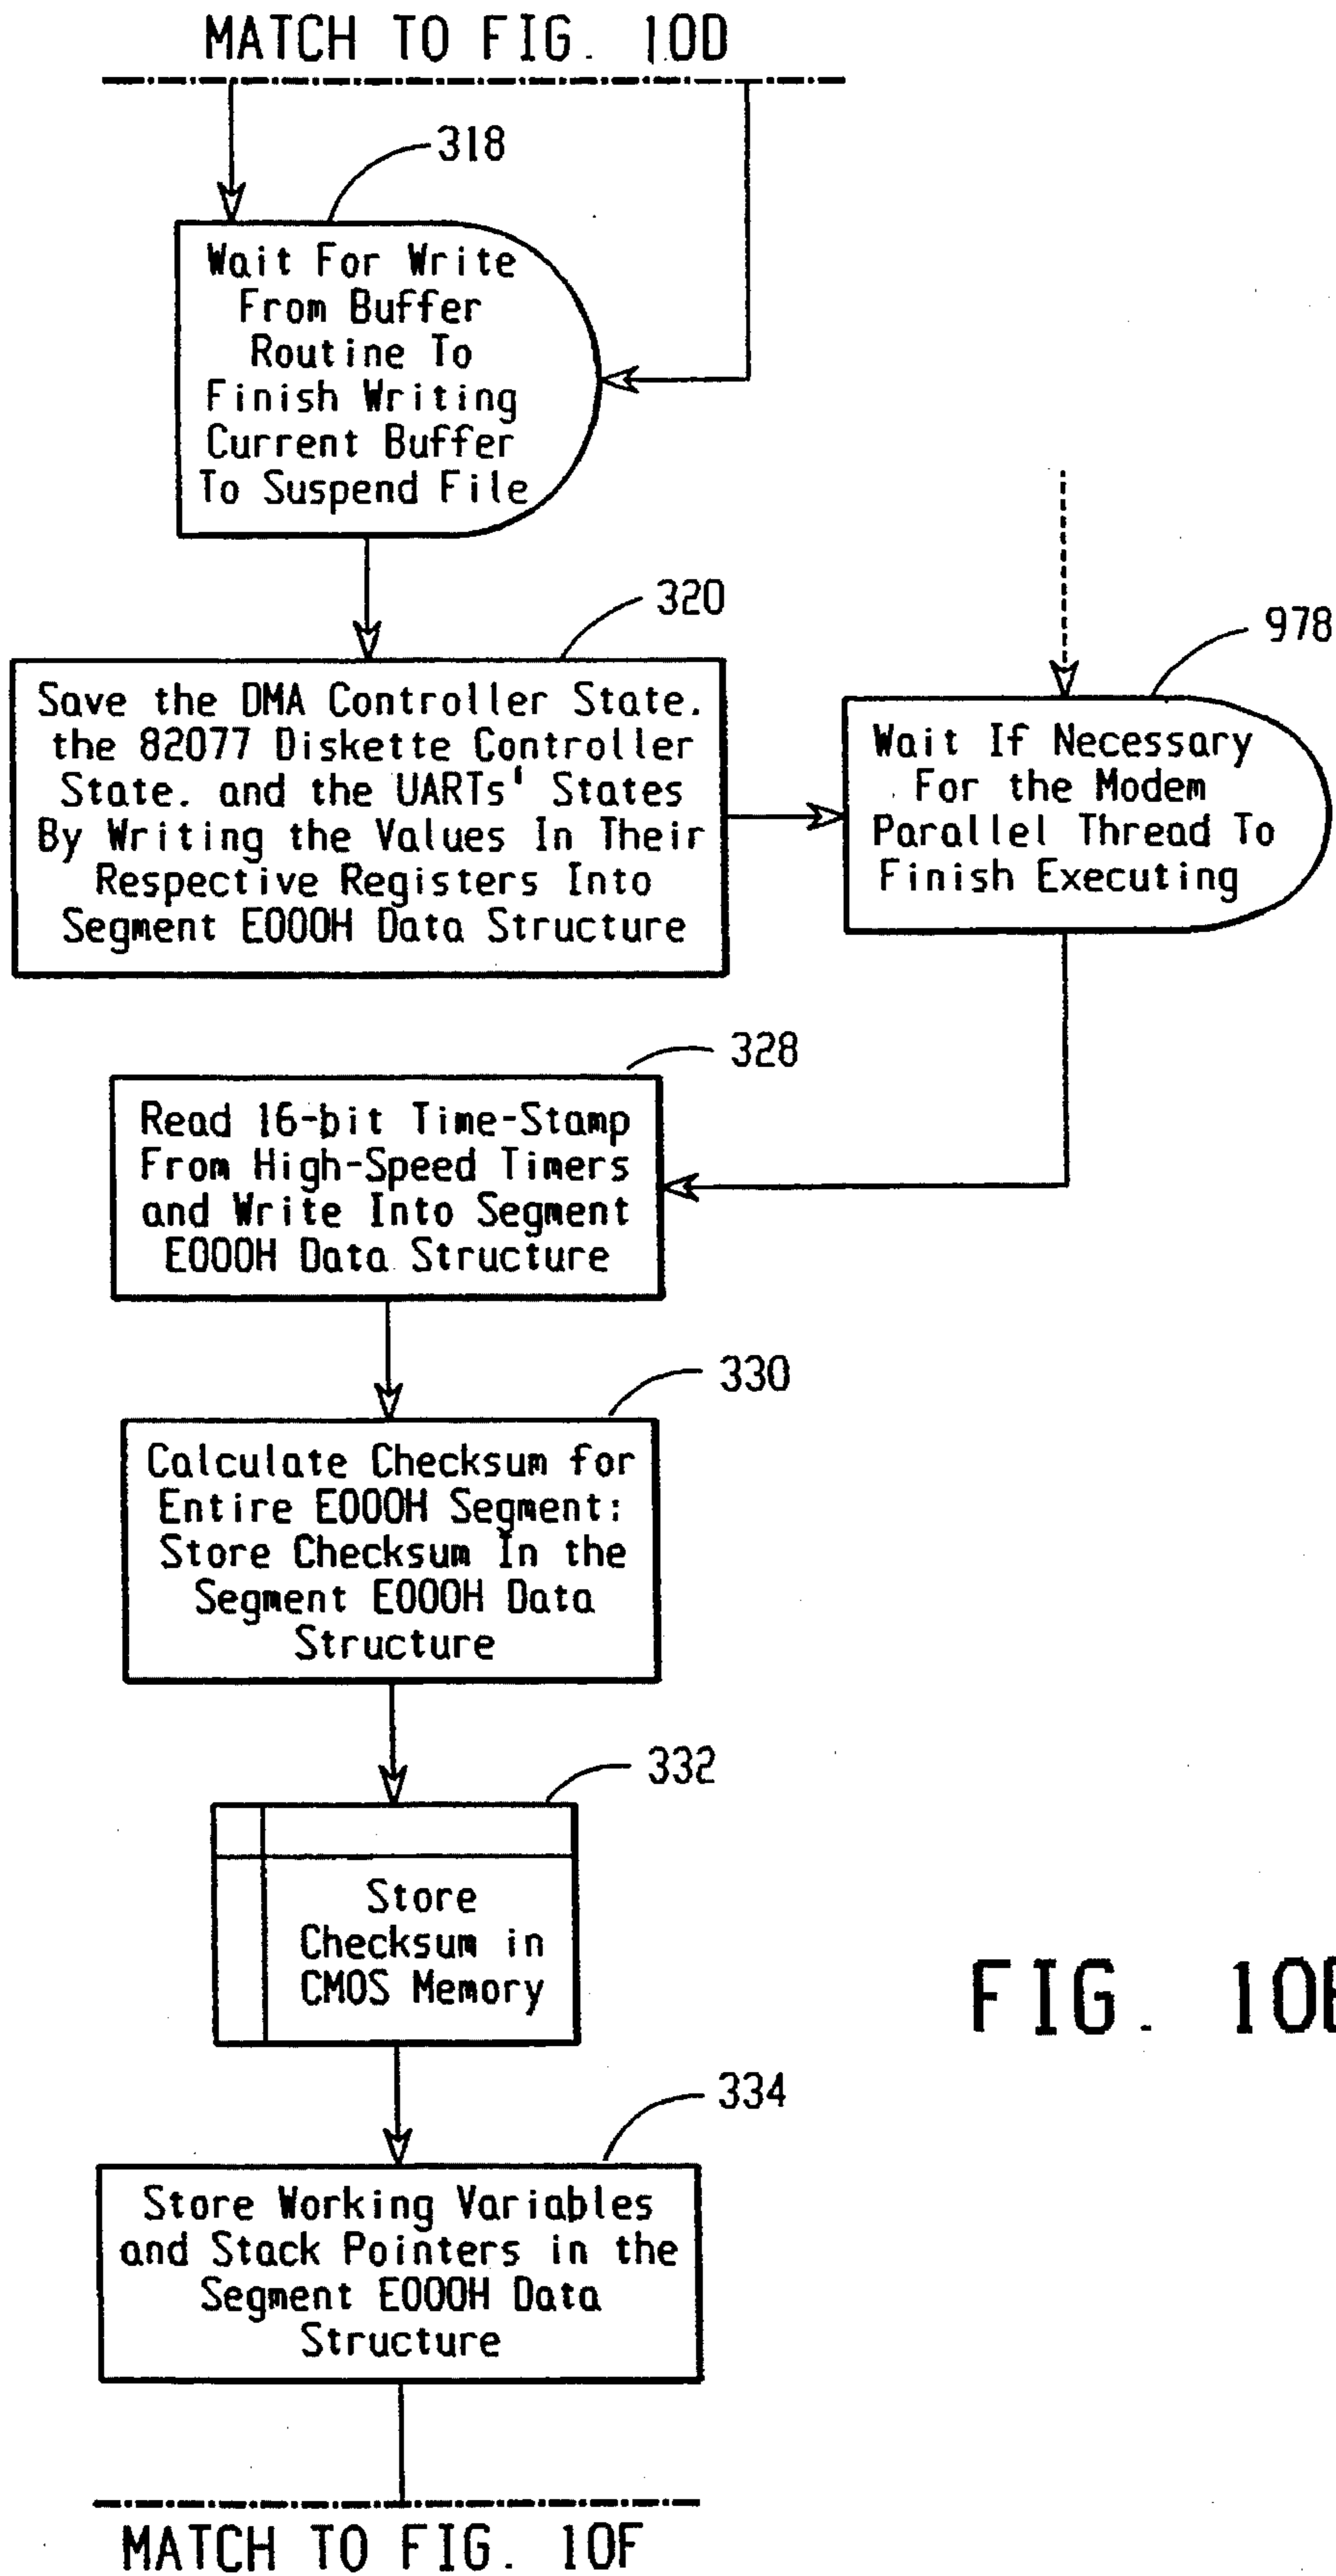 MATCH TO FIG. 10D
318
Wait For Write
From Buffer
Routine To
Finish Writing
Current Buffer
To Suspend File
320
Save the DMA Controller State.
the 82077 Diskette Controller
State. and the UARTs' States
By Writing the Values In Their
Respective Registers Into
Segment E000H Data Structure
978
Wait If Necessary
For the Modem
Parallel Thread To
Finish Executing
328
Read 16-bit Time-Stamp
From High-Speed Timers
and Write Into Segment
E000H Data Structure
330
Calculate Checksum for
Entire E000H Segment;
Store Checksum In the
Segment E000H Data
Structure
332
Store
Checksum in
CMOS Memory
FIG. 10E
334
Store Working Variables
and Stack Pointers in the
Segment E000H Data
Structure
MATCH TO FIG. 10F